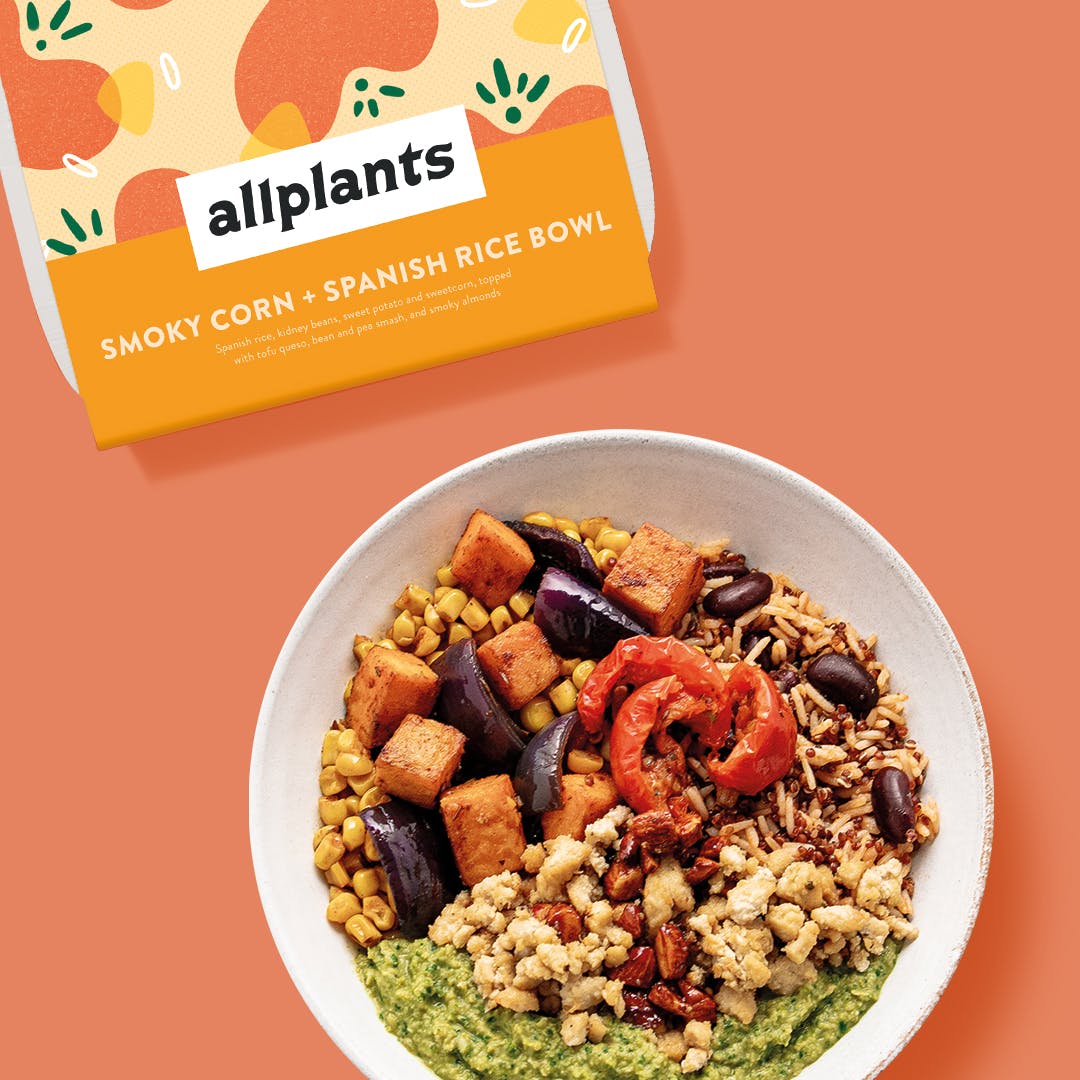 allplants
SMOKY CORN + SPANISH RICE BOWL
Spanish rice, kidney beans, sweet potato and sweetcorn, topped
with tofu queso, bean and pea smash, and smoky almonds